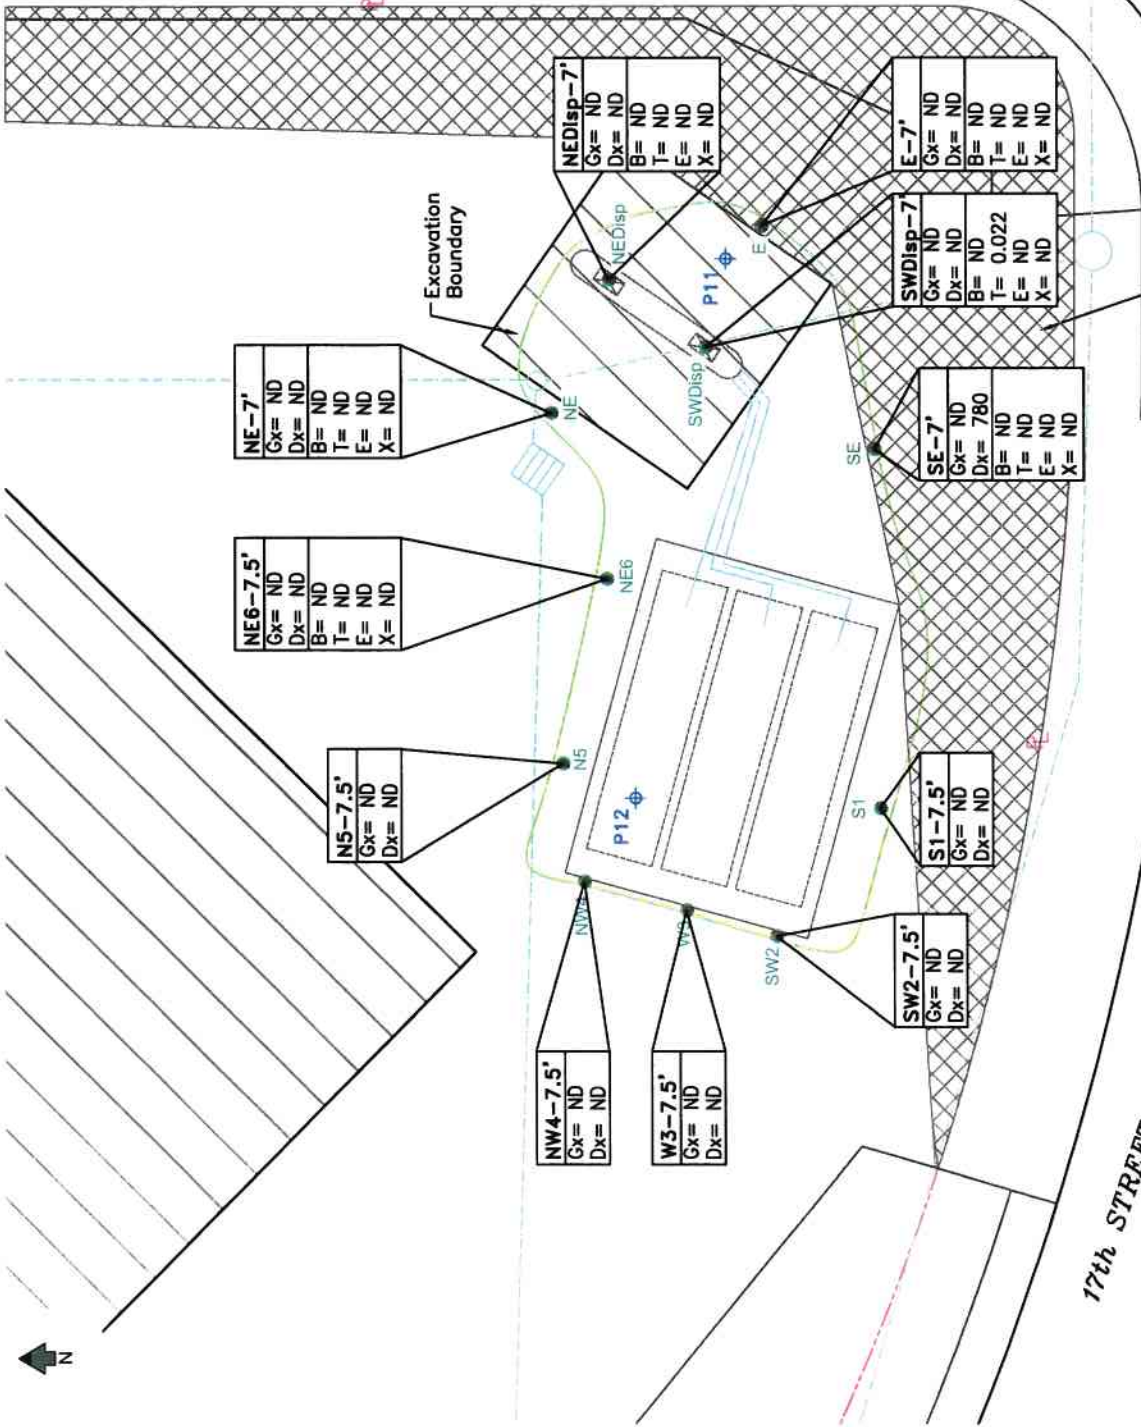 N
Excavation
Boundary
NE-7'
Gx= ND
Dx= ND
B= ND
T= ND
E= ND
X= ND
NEDisp-7'
Gx= ND
Dx= ND
B= ND
T= ND
E= ND
X= ND
NE6-7.5'
Gx= ND
Dx= ND
B= ND
T= ND
E= ND
X= ND
N5-7.5'
Gx= ND
Dx= ND
NW4-7.5'
Gx= ND
Dx= ND
W3-7.5'
Gx= ND
Dx= ND
SW2-7.5'
Gx= ND
Dx= ND
S1-7.5'
Gx= ND
Dx= ND
SE-7'
Gx= ND
Dx= 780
B= ND
T= ND
E= ND
X= ND
SWDisp-7'
Gx= ND
Dx= ND
B= ND
T= 0.022
E= ND
X= ND
E-7'
Gx= ND
Dx= ND
B= ND
T= ND
E= ND
X= ND
NE
NEDisp
E
P11
SWDisp
SE
NE6
N5
P12
NW4
W3
SW2
S1
17th STREET